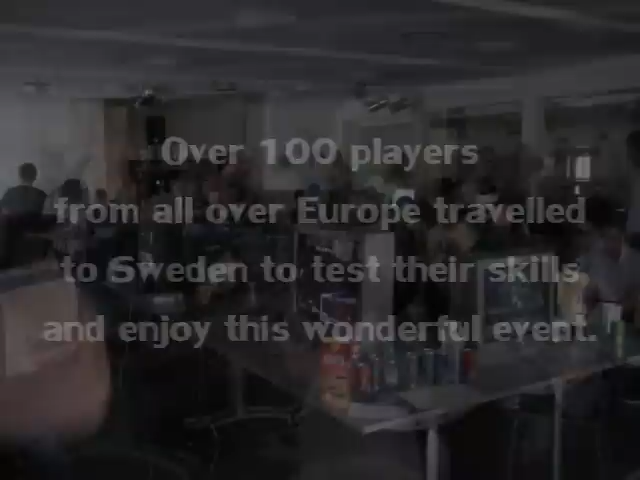 Over 100 players
from all over Europe travelled
to Sweden to test their skills
and enjoy this wonderful event.